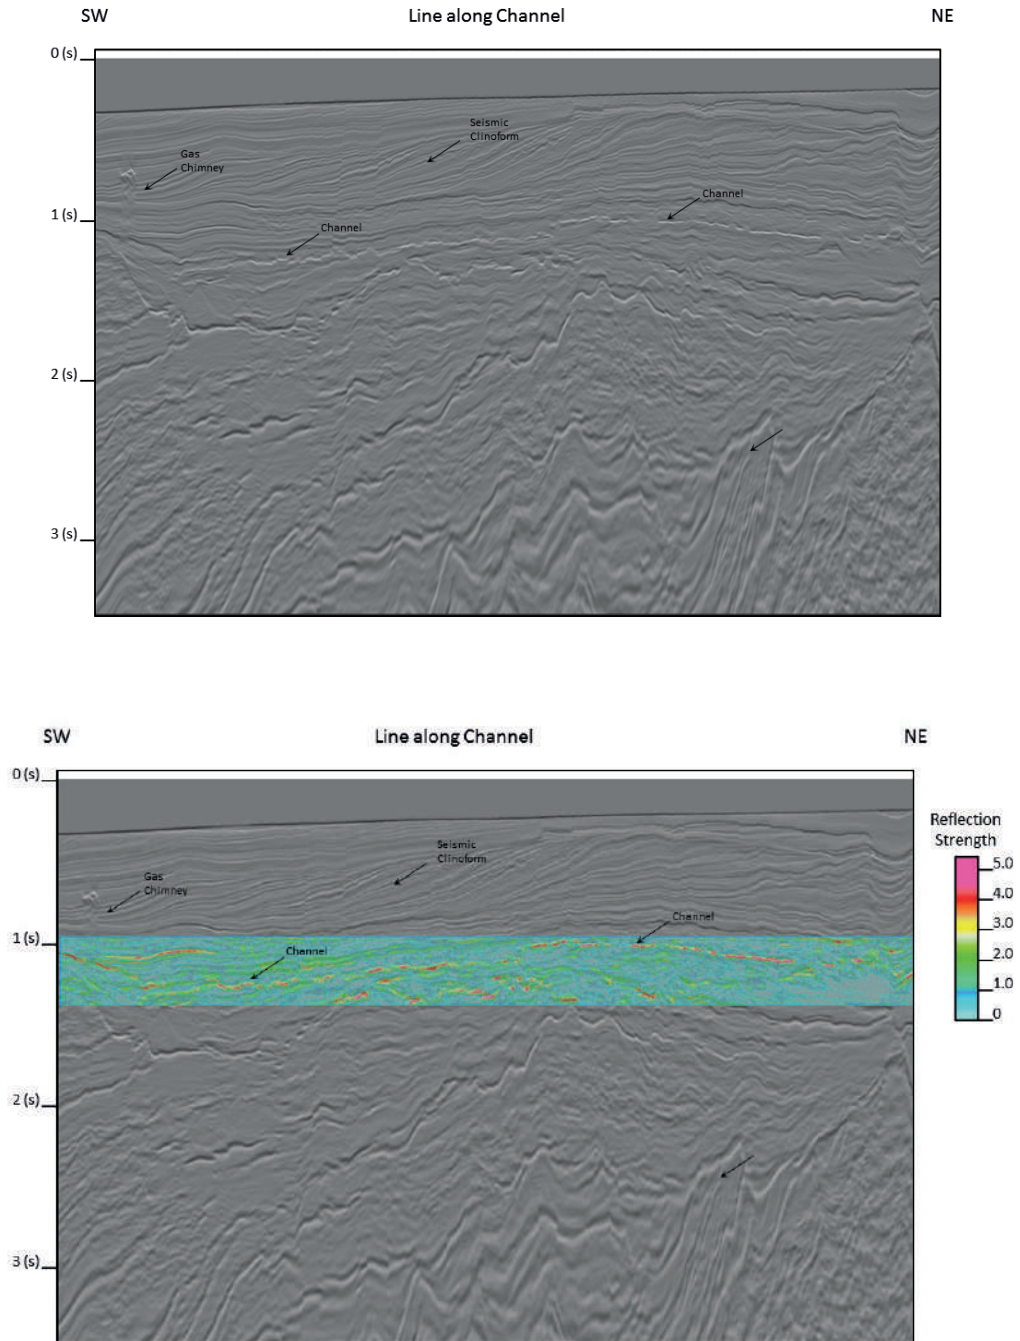 SW
Line along Channel
NE
0 (s)
Seismic
Clinoform
Gas
Chimney
Channel
1 (s)
Channel
2 (s)
3 (s)
SW
Line along Channel
NE
0 (s)
Reflection
Strength
Seismic
Clinoform
Gas
Chimney
5.0
4.0
3.0
2.0
1.0
0
Channel
1 (s)
Channel
2 (s)
3 (s)